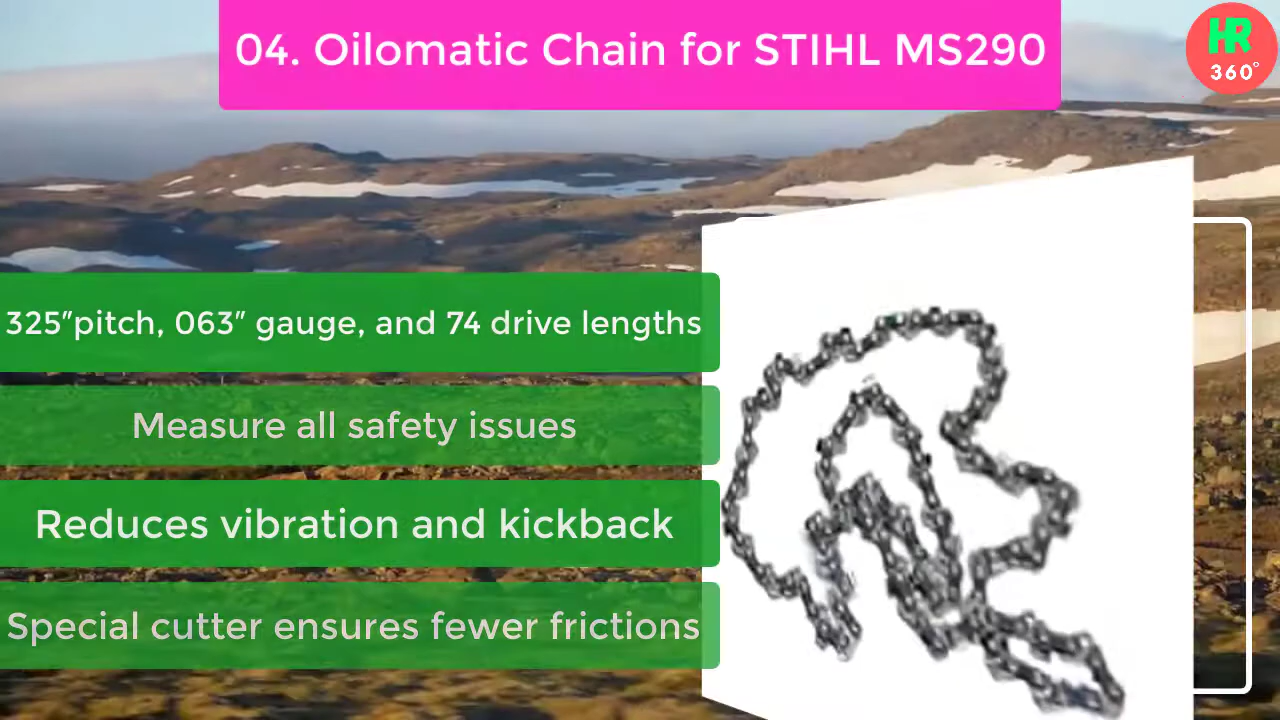 04. Oilomatic Chain for STIHL MS290
HR
360°
325″pitch, 063″ gauge, and 74 drive lengths
Measure all safety issues
Reduces vibration and kickback
Special cutter ensures fewer frictions